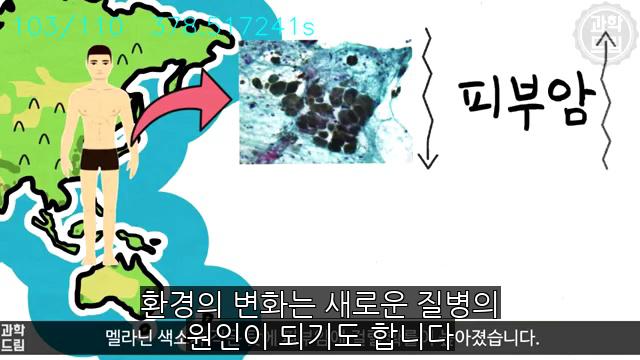 103/110 378.517241s
과학
드림
피부암
환경의 변화는 새로운 질병의
원인이 되기도 합니다
과학
드림
멜라닌 색소
아졌습니다.